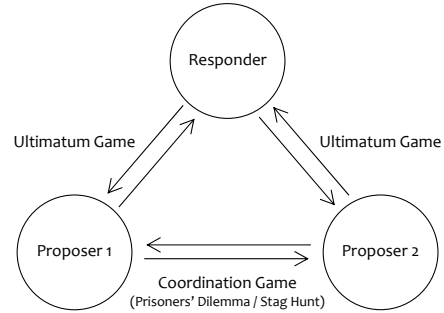 Responder
Ultimatum Game
Ultimatum Game
Proposer 1
Proposer 2
Coordination Game
(Prisoners' Dilemma / Stag Hunt)